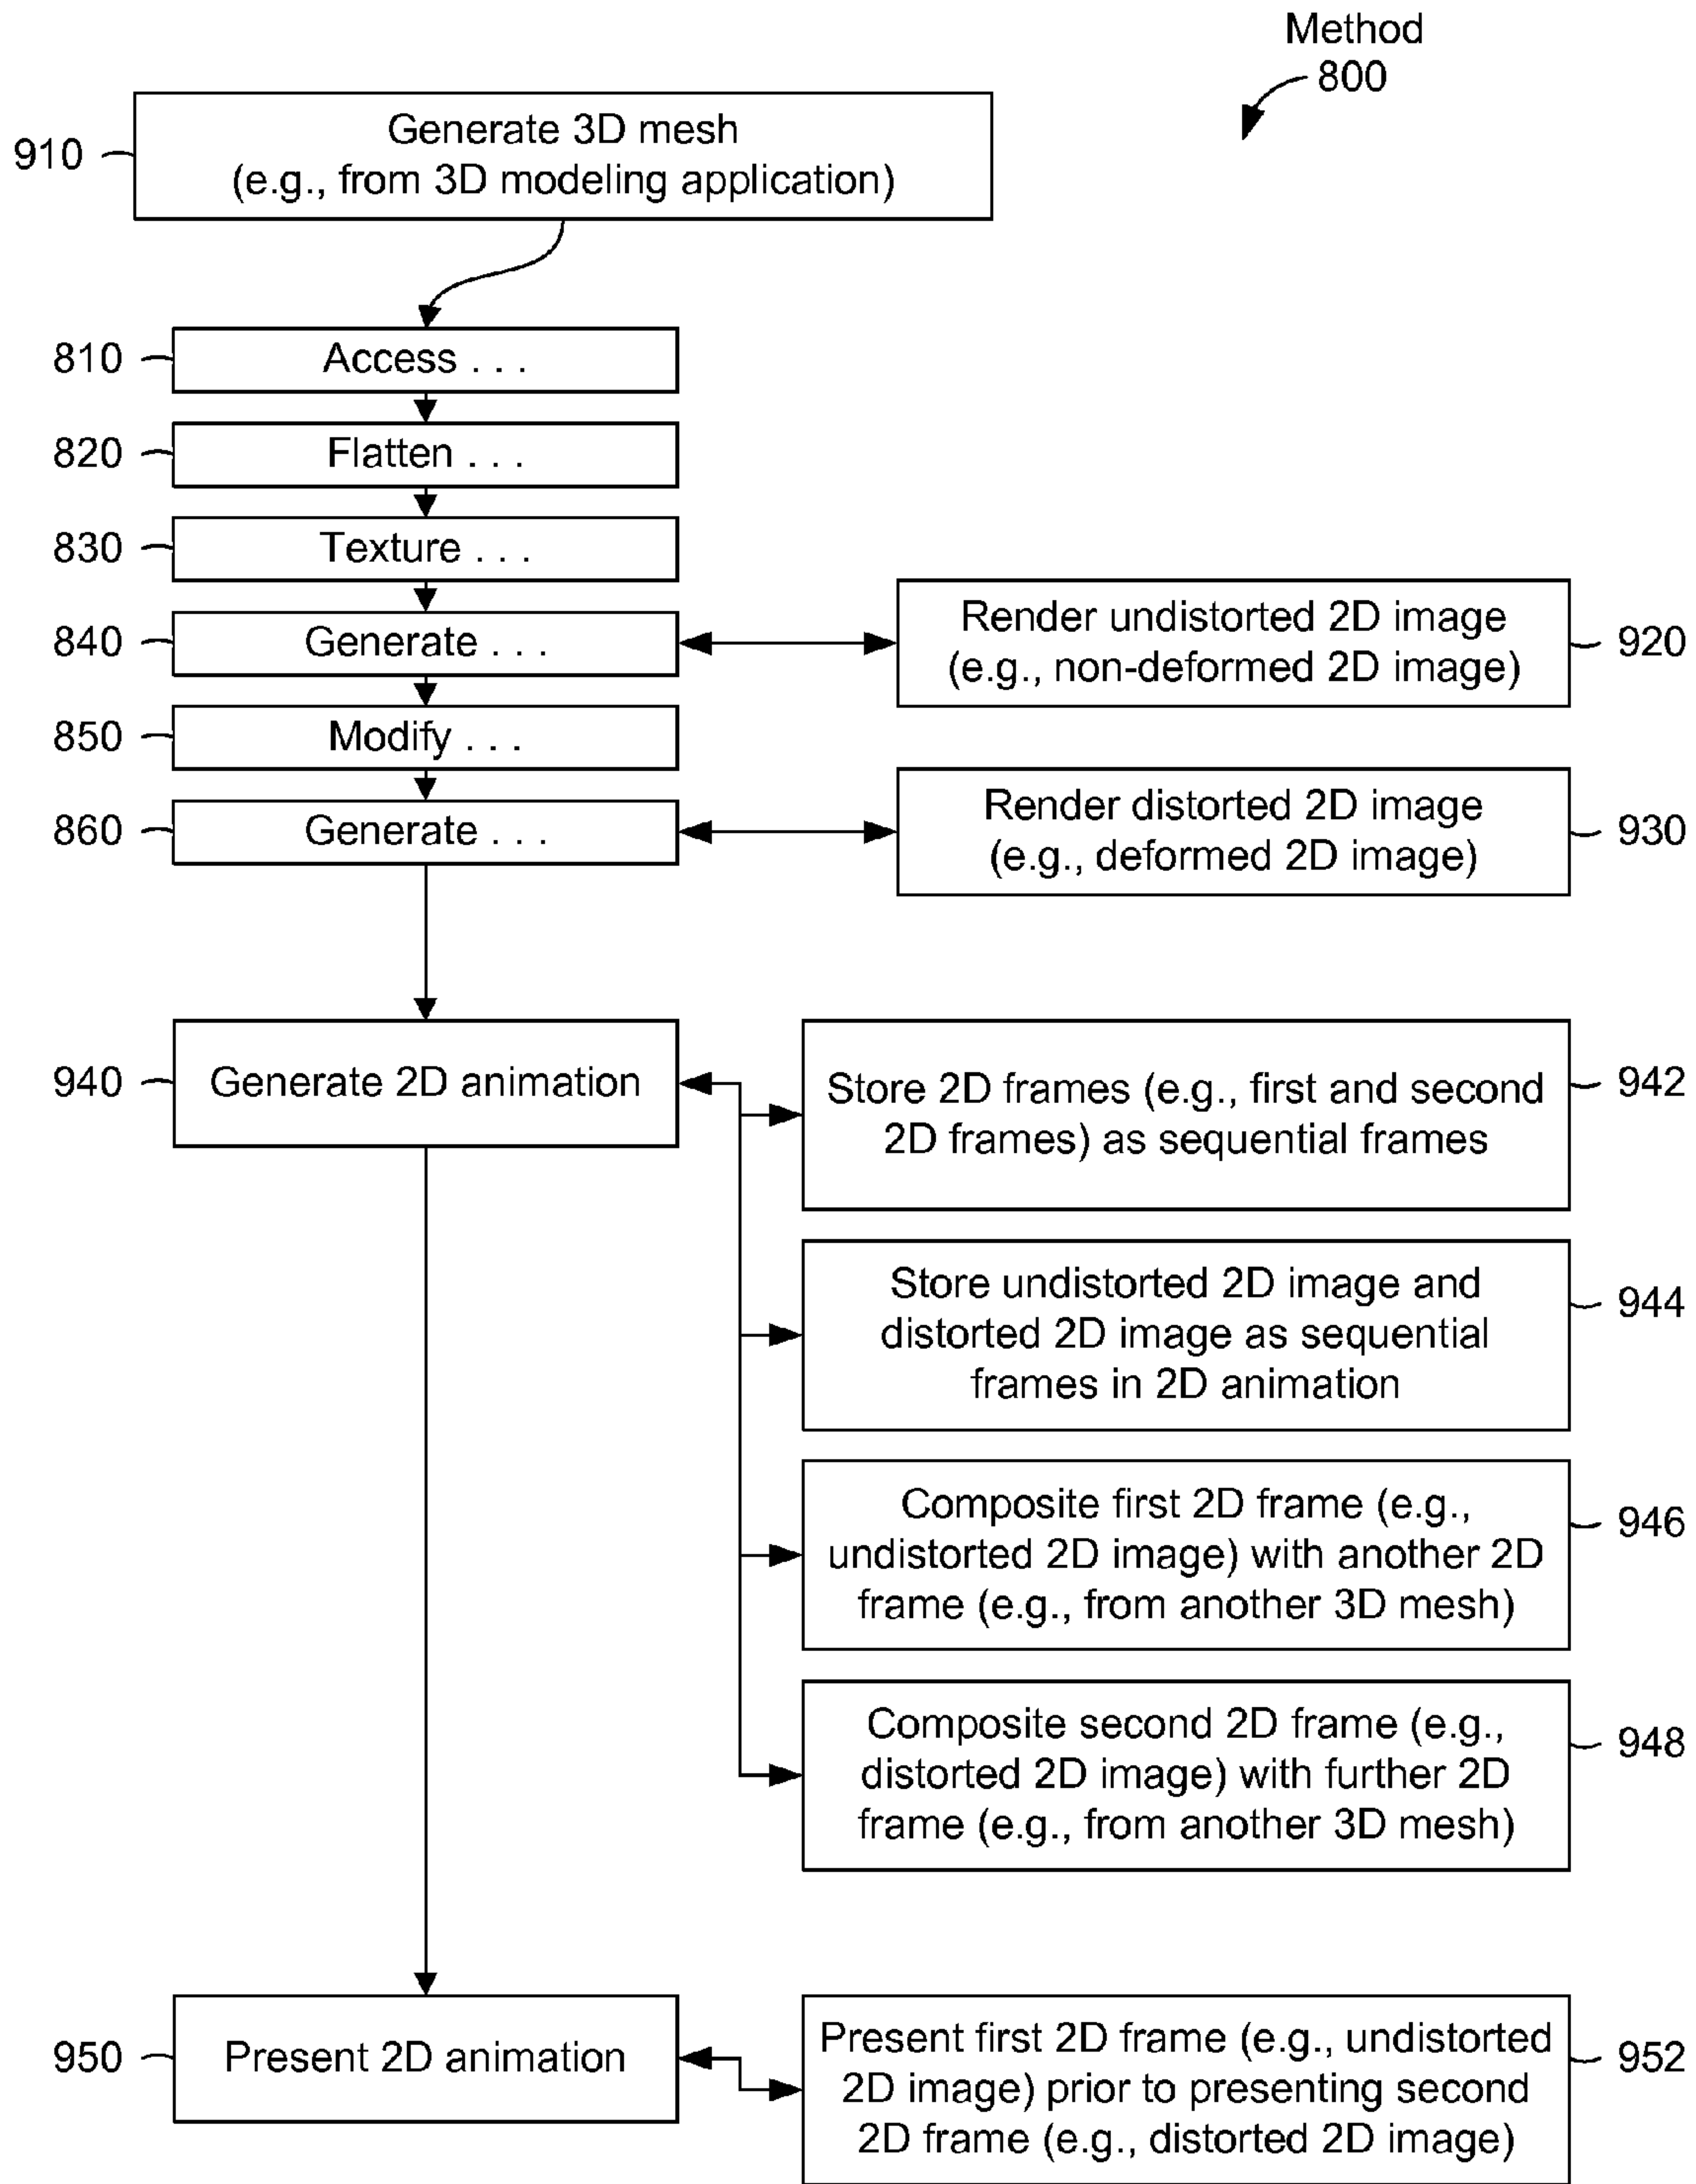 Method
800
910
Generate 3D mesh
(e.g., from 3D modeling application)
810
Access . . .
820
Flatten . . .
830
Texture . . .
840
Generate . . .
Render undistorted 2D image
(e.g., non-deformed 2D image)
920
850
Modify . . .
860
Generate . . .
Render distorted 2D image
(e.g., deformed 2D image)
930
940
Generate 2D animation
Store 2D frames (e.g., first and second
2D frames) as sequential frames
942
Store undistorted 2D image and
distorted 2D image as sequential
frames in 2D animation
944
Composite first 2D frame (e.g.,
undistorted 2D image) with another 2D
frame (e.g., from another 3D mesh)
946
Composite second 2D frame (e.g.,
distorted 2D image) with further 2D
frame (e.g., from another 3D mesh)
948
950
Present 2D animation
Present first 2D frame (e.g., undistorted
2D image) prior to presenting second
2D frame (e.g., distorted 2D image)
952